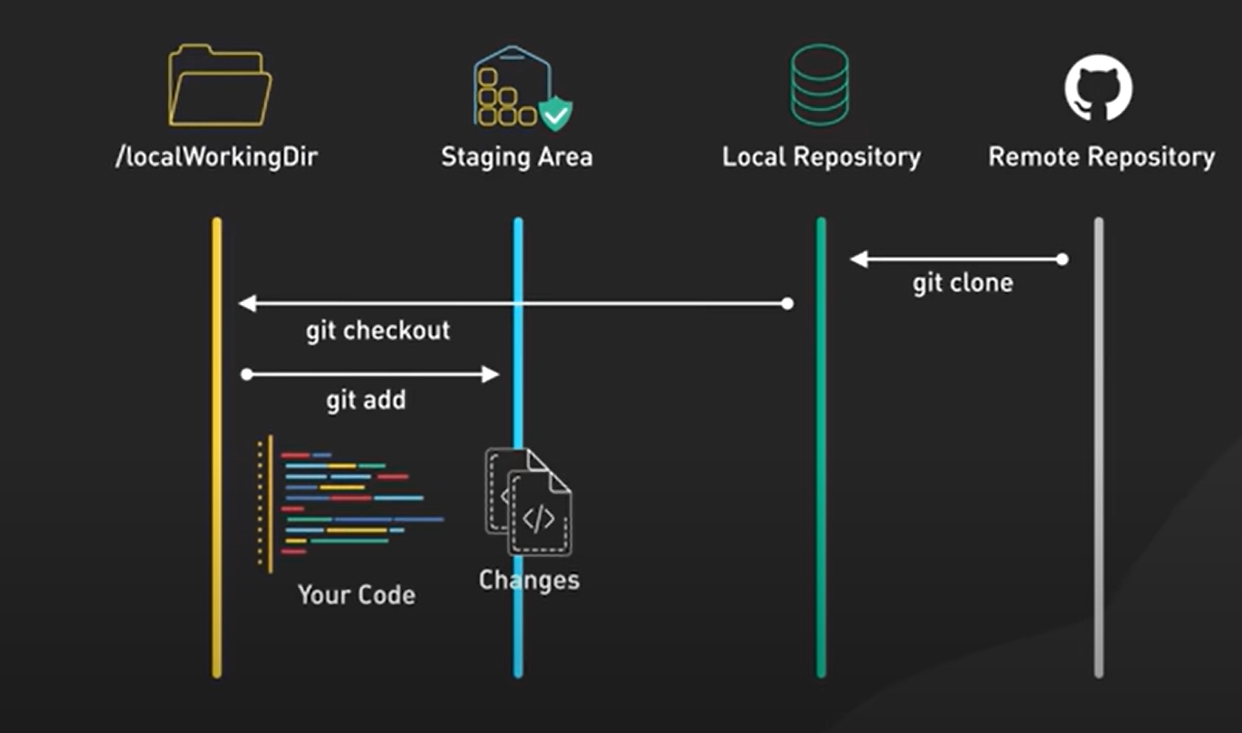 /localWorkingDir
Staging Area
Local Repository
Remote Repository
git clone
git checkout
git add
</>
Your Code
Changes